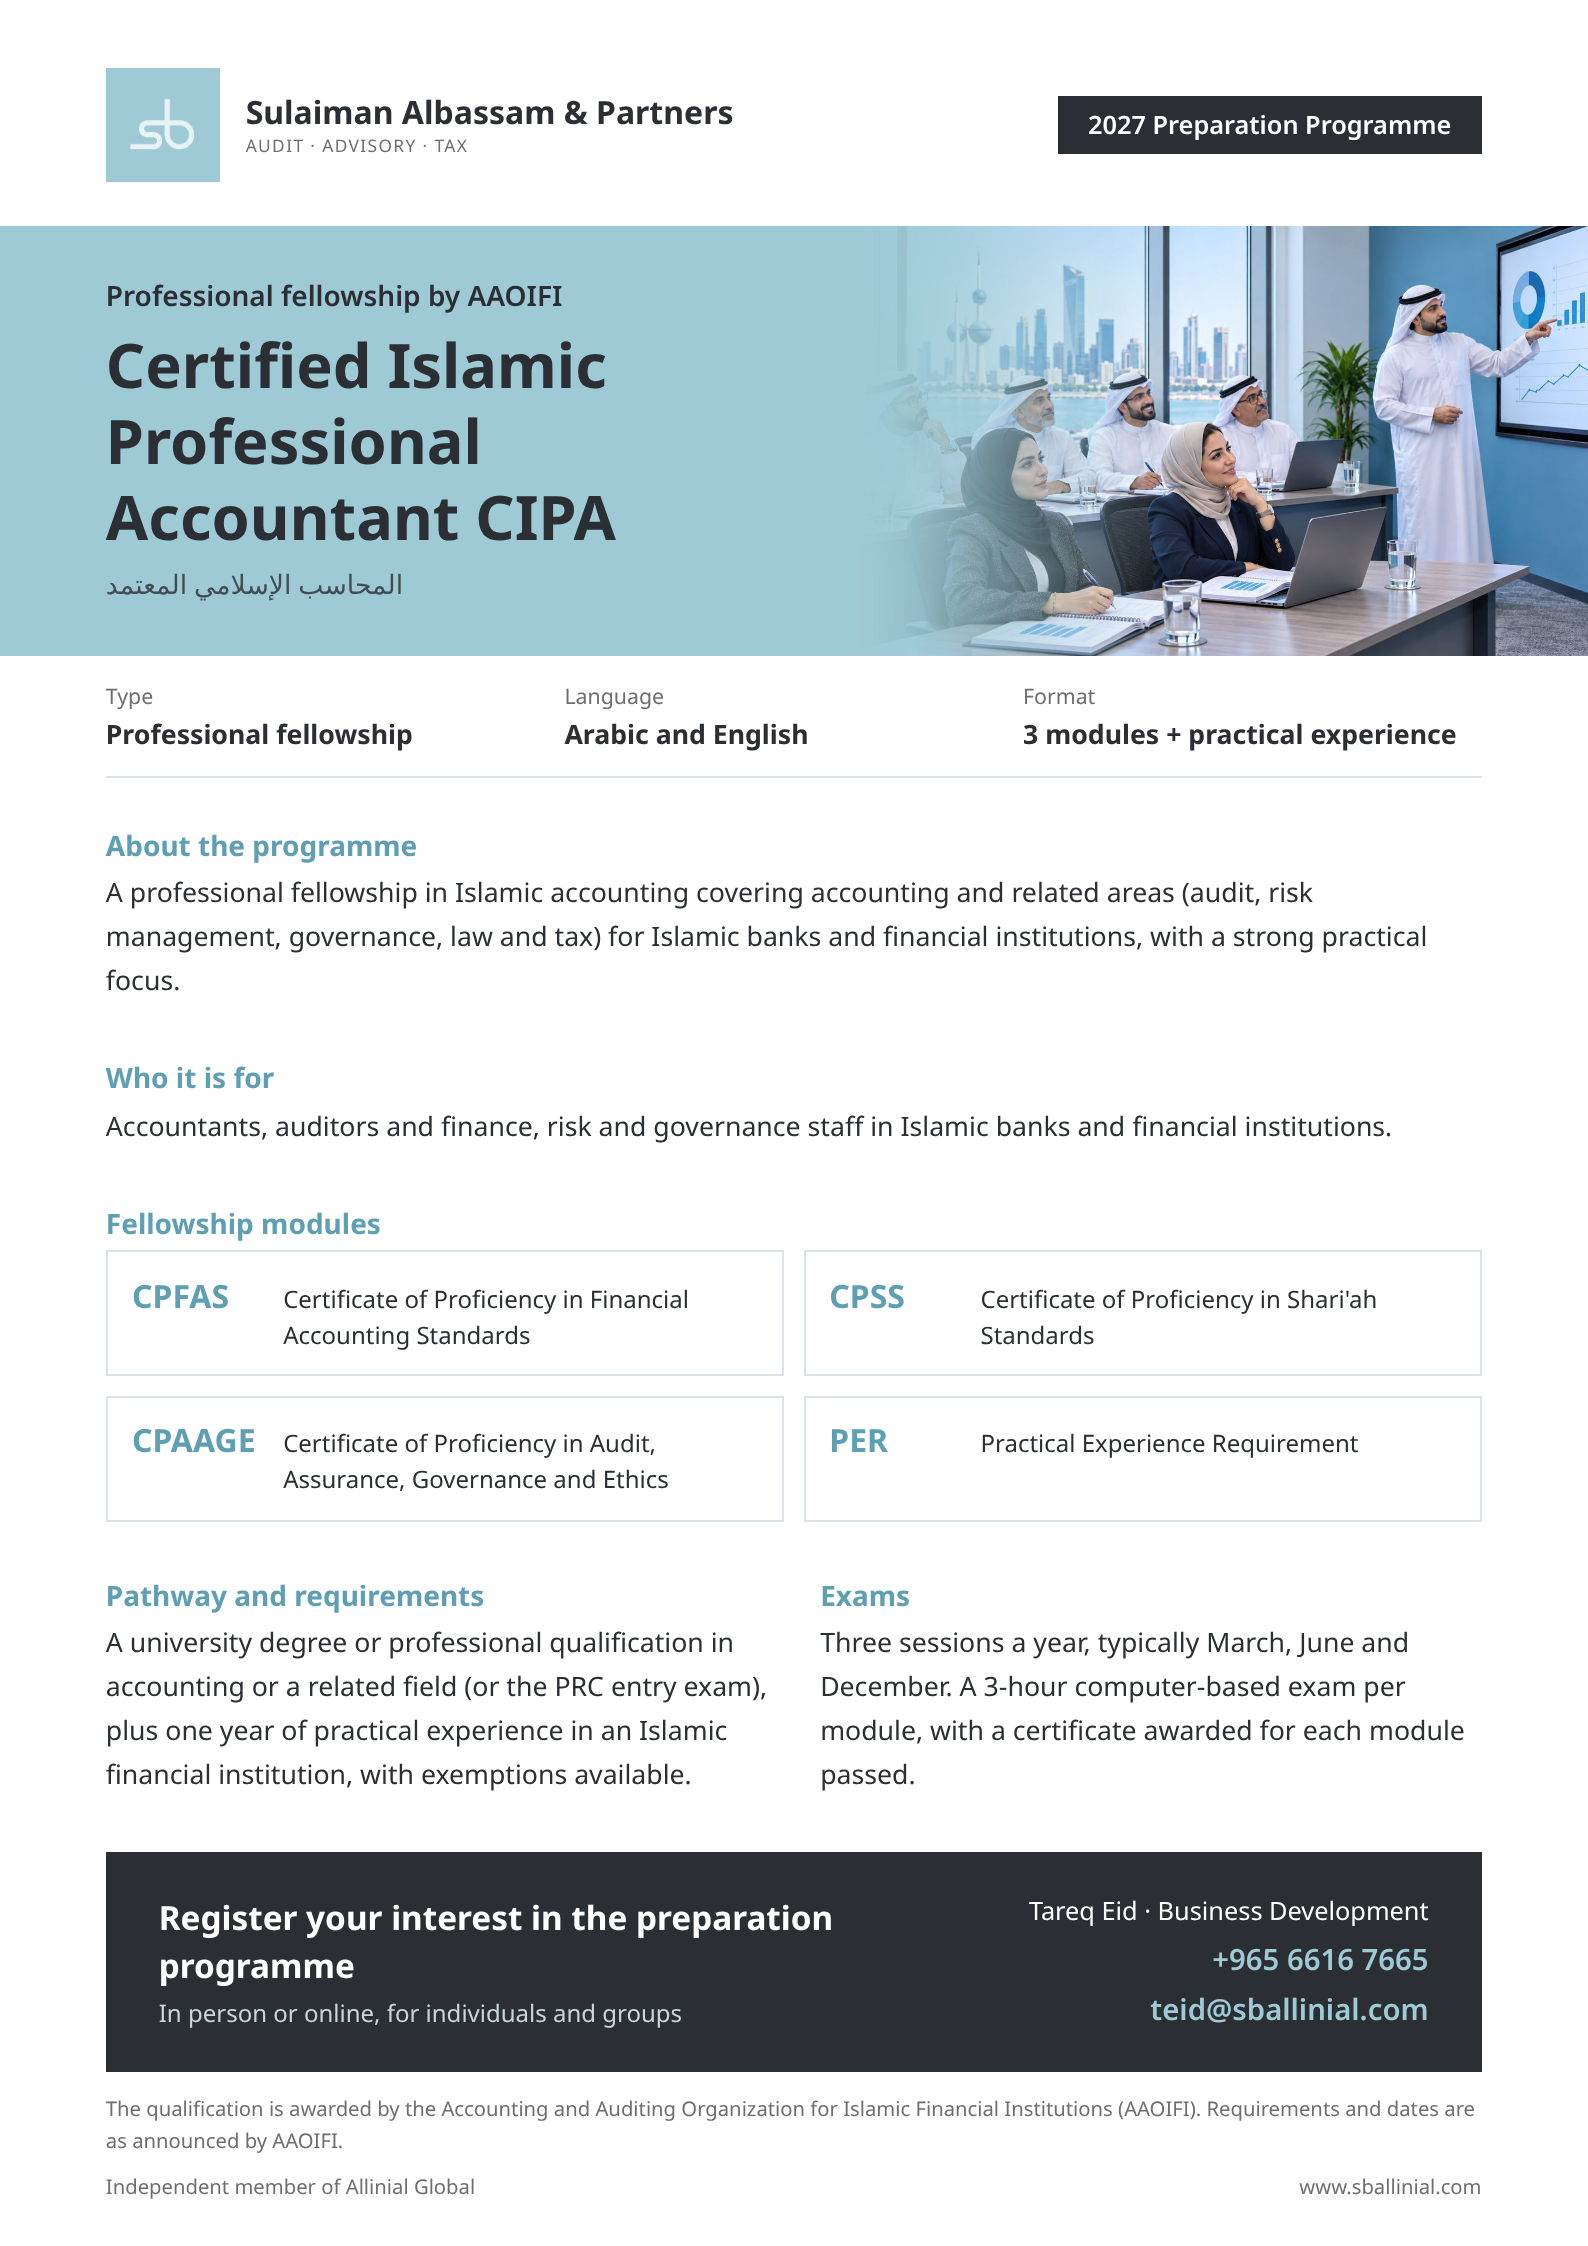 sb
Sulaiman Albassam & Partners
AUDIT · ADVISORY · TAX
2027 Preparation Programme
Professional fellowship by AAOIFI
Certified Islamic
Professional
Accountant CIPA
المحاسب الإسلامي المعتمد
Type
Professional fellowship
Language
Arabic and English
Format
3 modules + practical experience
About the programme
A professional fellowship in Islamic accounting covering accounting and related areas (audit, risk
management, governance, law and tax) for Islamic banks and financial institutions, with a strong practical
focus.
Who it is for
Accountants, auditors and finance, risk and governance staff in Islamic banks and financial institutions.
Fellowship modules
CPFAS
Certificate of Proficiency in Financial
Accounting Standards
CPSS
Certificate of Proficiency in Shari'ah
Standards
CPAAGE
Certificate of Proficiency in Audit,
Assurance, Governance and Ethics
PER
Practical Experience Requirement
Pathway and requirements
A university degree or professional qualification in
accounting or a related field (or the PRC entry exam),
plus one year of practical experience in an Islamic
financial institution, with exemptions available.
Exams
Three sessions a year, typically March, June and
December. A 3-hour computer-based exam per
module, with a certificate awarded for each module
passed.
Register your interest in the preparation
programme
In person or online, for individuals and groups
Tareq Eid · Business Development
+965 6616 7665
teid@sballinial.com
The qualification is awarded by the Accounting and Auditing Organization for Islamic Financial Institutions (AAOIFI). Requirements and dates are
as announced by AAOIFI.
Independent member of Allinial Global
www.sballinial.com